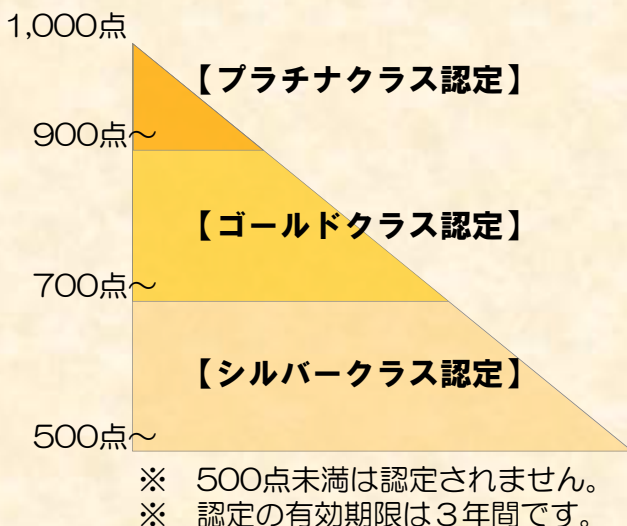 1,000点
【プラチナクラス認定】
900点～
【ゴールドクラス認定】
700点～
【シルバークラス認定】
500点～
※　500点未満は認定されません。
※　認定の有効期限は３年間です。